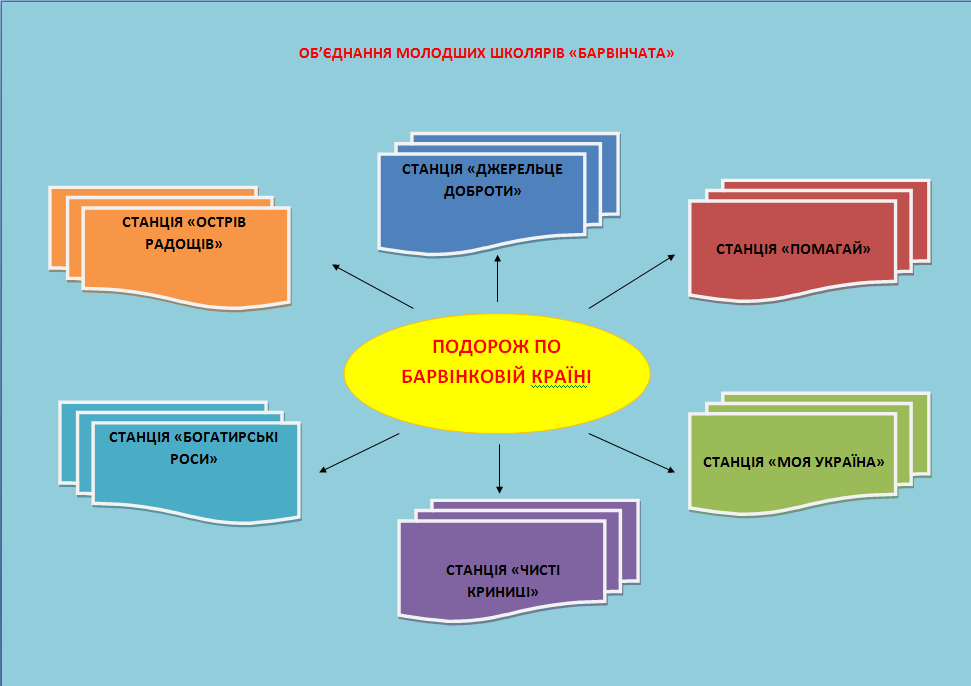 ОБ’ЄДНАННЯ МОЛОДШИХ ШКОЛЯРІВ «БАРВІНЧАТА»
СТАНЦІЯ «ДЖЕРЕЛЬЦЕ
ДОБРОТИ»
СТАНЦІЯ «ОСТРІВ
РАДОЩІВ»
СТАНЦІЯ «ПОМАГАЙ»
ПОДОРОЖ ПО
БАРВІНКОВІЙ КРАЇНІ
СТАНЦІЯ «БОГАТИРСЬКІ
РОСИ»
СТАНЦІЯ «МОЯ УКРАЇНА»
СТАНЦІЯ «ЧИСТІ
КРИНИЦІ»